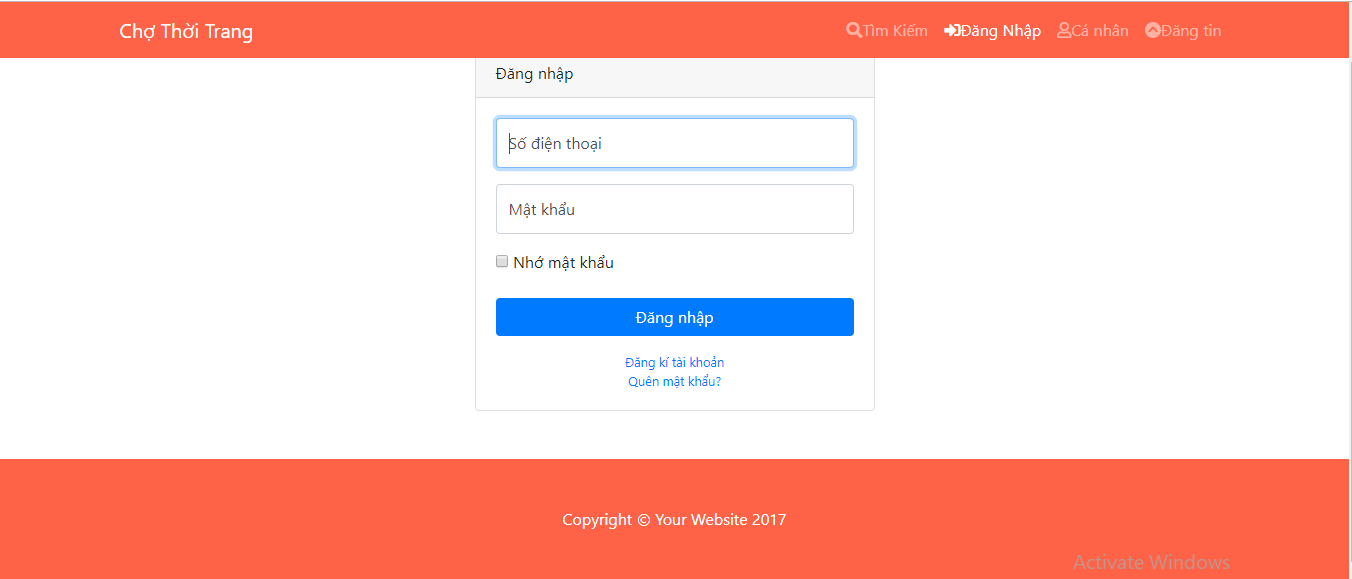 Chợ Thời Trang
Tìm Kiếm Đăng Nhập Cá nhân Đăng tin
Đăng nhập
Số điện thoại
Mật khẩu
Nhớ mật khẩu
Đăng nhập
Đăng kí tài khoản
Quên mật khẩu?
Copyright © Your Website 2017
Activate Windows